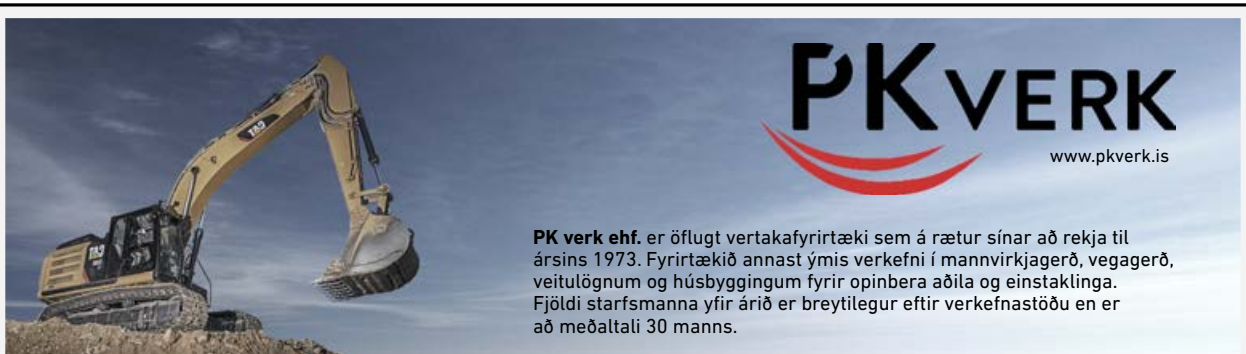 PKVERK
www.pkverk.is
PK verk ehf. er öflugt vertakafyrirtæki sem á rætur sínar að rekja til
ársins 1973. Fyrirtækið annast ýmis verkefni í mannvirkjagerð, vegagerð,
veitulögnum og húsbyggingum fyrir opinbera aðila og einstaklinga.
Fjöldi starfsmanna yfir árið er breytilegur eftir verkefnastöðu en er
að meðaltali 30 manns.